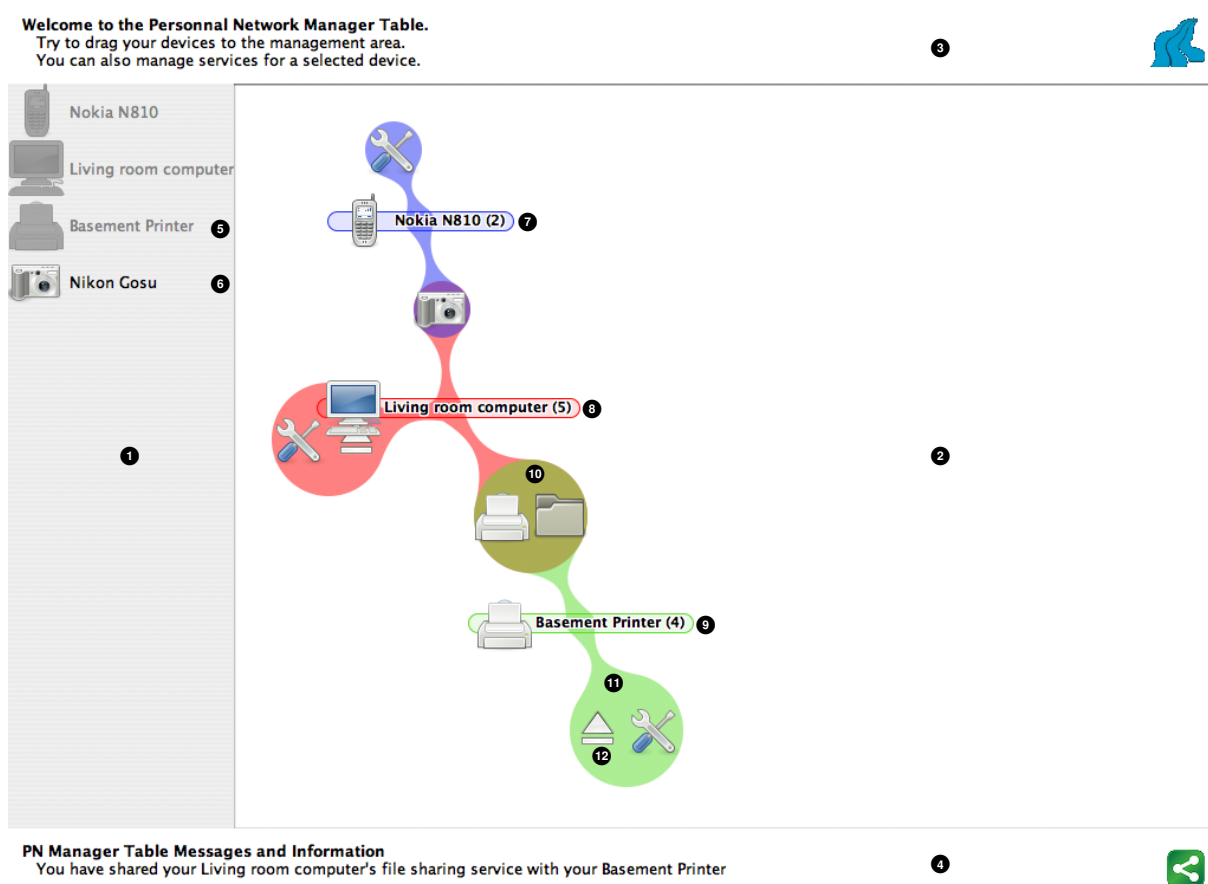 Welcome to the Personnal Network Manager Table.
Try to drag your devices to the management area.
You can also manage services for a selected device.
3
Nokia N810
Living room computer
Basement Printer 5
Nikon Gosu 6
Nokia N810 (2) 7
Living room computer (5) 8
1
2
10
Basement Printer (4) 9
11
12
PN Manager Table Messages and Information
You have shared your Living room computer's file sharing service with your Basement Printer
4